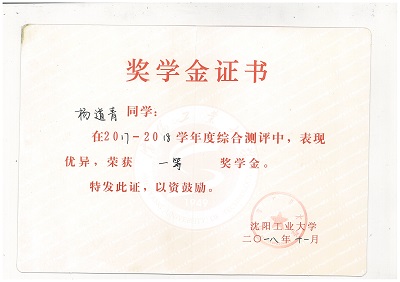 奖学金证书
杨道青 同学：
在2017-2018学年度综合测评中，表现
优异，荣获 一等 奖学金。
特发此证，以资鼓励。
沈阳工业大学
二〇一八年十一月